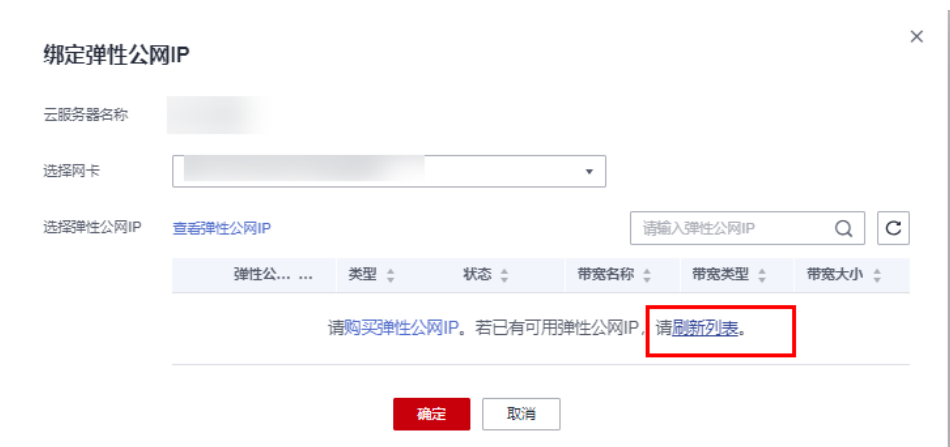 绑定弹性公网IP
云服务器名称
选择网卡
选择弹性公网IP 查看弹性公网IP 请输入弹性公网IP
弹性公... ... 类型 状态 带宽名称 带宽类型 带宽大小
请购买弹性公网IP。若已有可用弹性公网IP，请刷新列表。
确定 取消